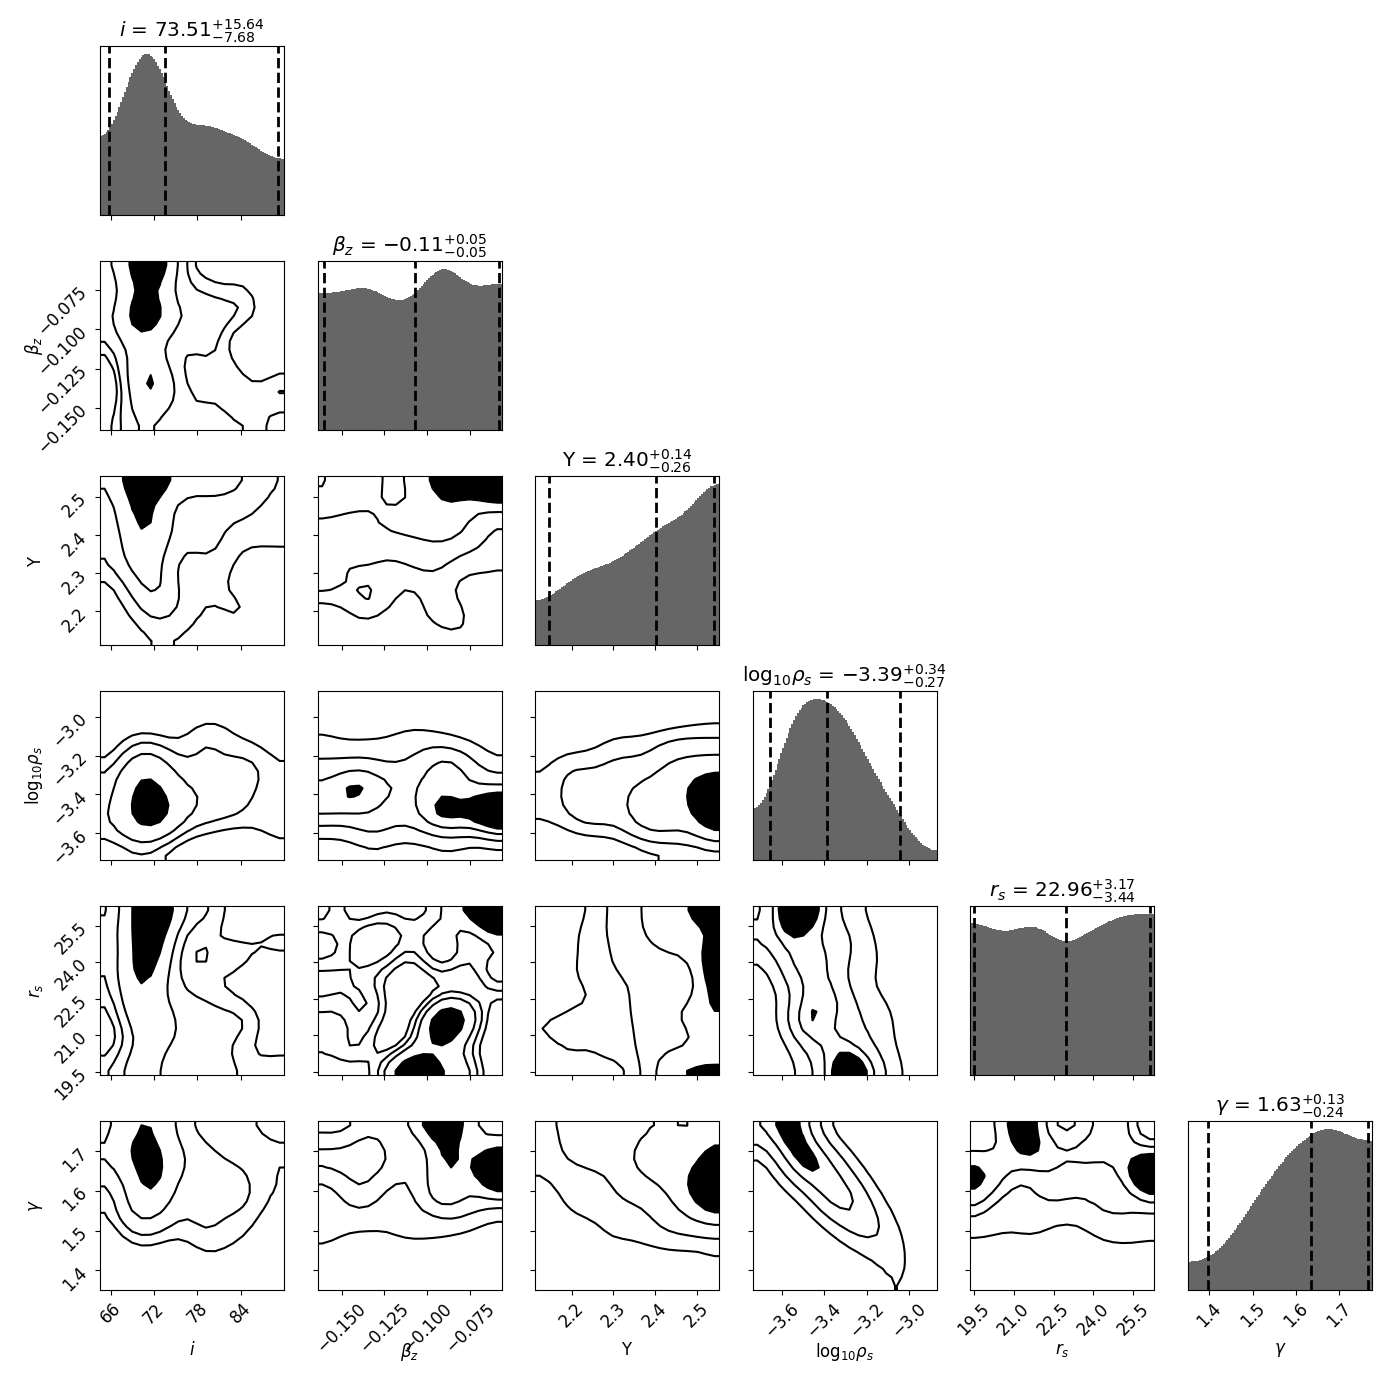 i = 73.51^{+15.64}_{−7.68}
β_z = −0.11^{+0.05}_{−0.05}
−0.075
−0.100
−0.125
−0.150
β_z
Y = 2.40^{+0.14}_{−0.26}
2.5
2.4
2.3
2.2
Y
log_{10}ρ_s = −3.39^{+0.34}_{−0.27}
−3.0
−3.2
−3.4
−3.6
log_{10}ρ_s
r_s = 22.96^{+3.17}_{−3.44}
25.5
24.0
22.5
21.0
19.5
r_s
γ = 1.63^{+0.13}_{−0.24}
1.7
1.6
1.5
1.4
γ
66 72 78 84
−0.150 −0.125 −0.100 −0.075
2.2 2.3 2.4 2.5
−3.6 −3.4 −3.2 −3.0
19.5 21.0 22.5 24.0 25.5
1.4 1.5 1.6 1.7
i β_z Y log_{10}ρ_s r_s γ